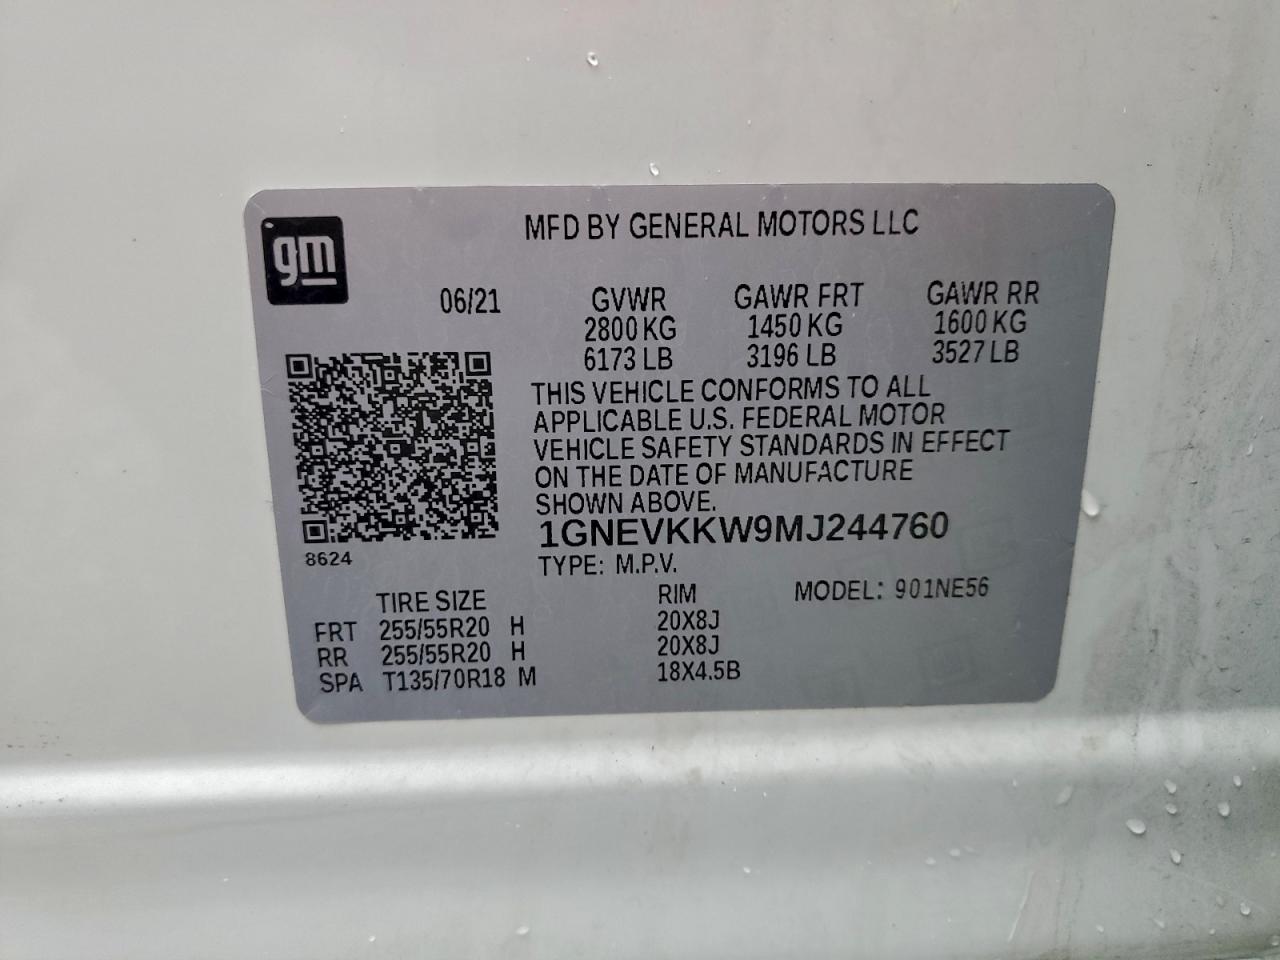 gm
MFD BY GENERAL MOTORS LLC
06/21 GVWR GAWR FRT GAWR RR
2800 KG 1450 KG 1600 KG
6173 LB 3196 LB 3527 LB
THIS VEHICLE CONFORMS TO ALL
APPLICABLE U.S. FEDERAL MOTOR
VEHICLE SAFETY STANDARDS IN EFFECT
ON THE DATE OF MANUFACTURE
SHOWN ABOVE.
1GNEVKKW9MJ244760
8624
TYPE: M.P.V.
TIRE SIZE RIM MODEL: 901NE56
FRT 255/55R20 H 20X8J
RR 255/55R20 H 20X8J
SPA T135/70R18 M 18X4.5B